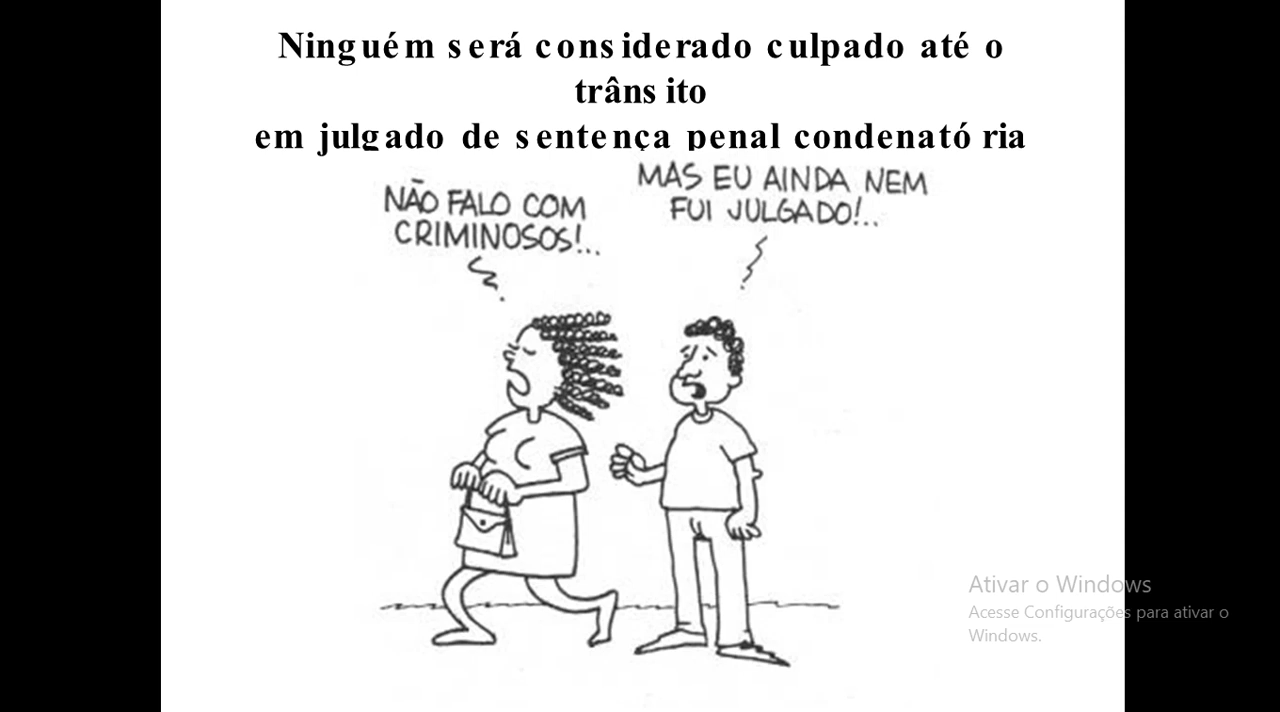 Ninguém será considerado culpado até o
trânsito
em julgado de sentença penal condenatória
NÃO FALO COM
CRIMINOSOS!...
MAS EU AINDA NEM
FUI JULGADO!...
Ativar o Windows
Acesse Configurações para ativar o
Windows.